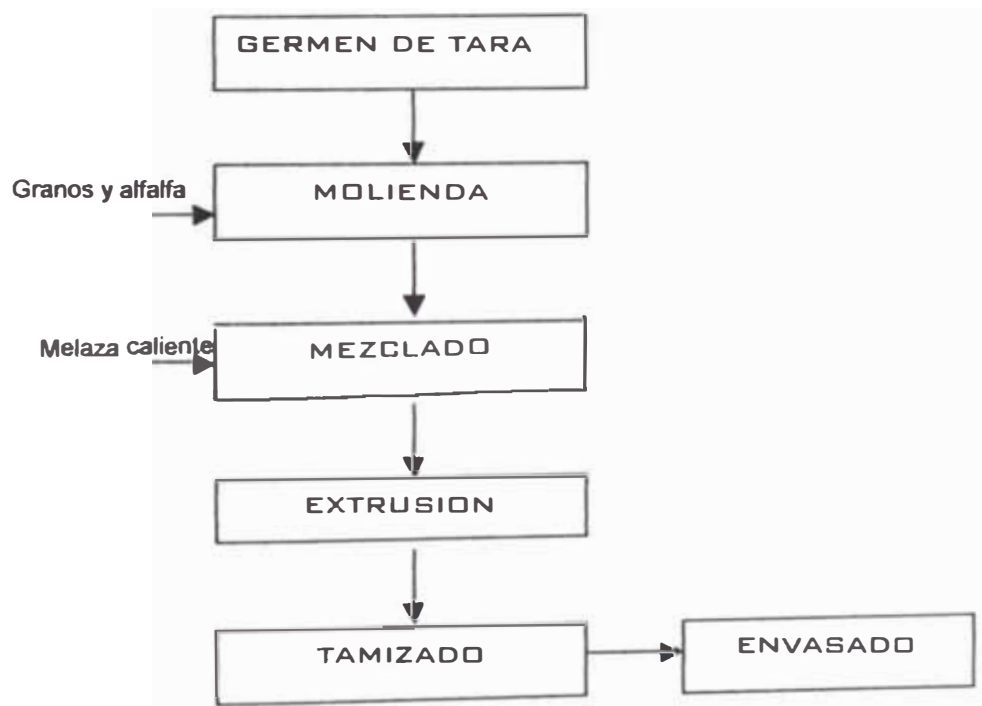 GERMEN DE TARA
Granos y alfalfa
MOLIENDA
Melaza caliente
MEZCLADO
EXTRUSION
TAMIZADO
ENVASADO